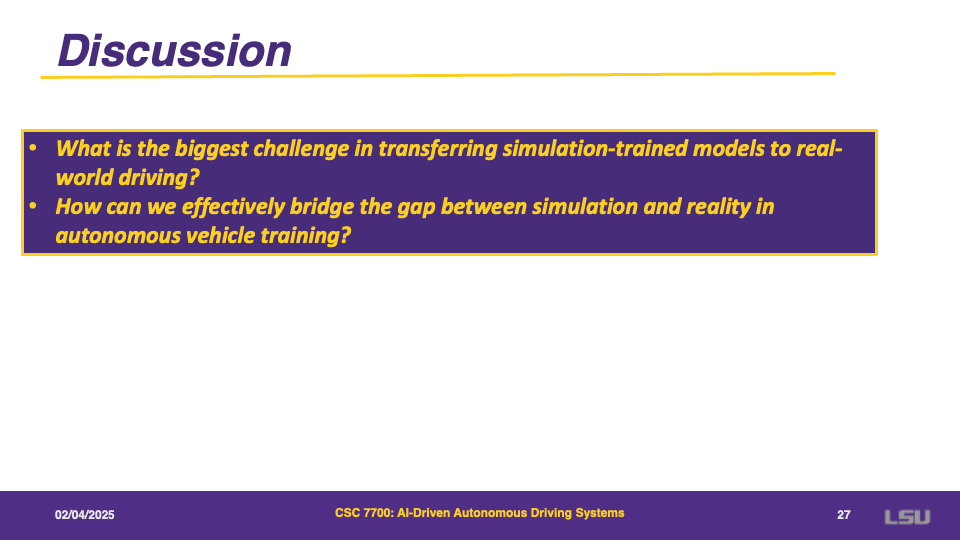 Discussion
• What is the biggest challenge in transferring simulation-trained models to real-
world driving?
• How can we effectively bridge the gap between simulation and reality in
autonomous vehicle training?
02/04/2025
CSC 7700: AI-Driven Autonomous Driving Systems
27
LSU